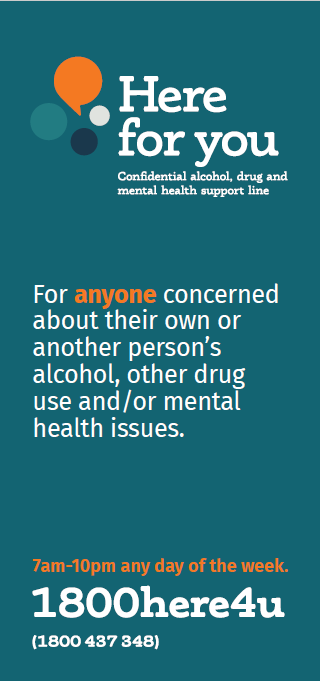 Here
for you
Confidential alcohol, drug and
mental health support line
For anyone concerned
about their own or
another person’s
alcohol, other drug
use and/or mental
health issues.
7am-10pm any day of the week.
1800here4u
(1800 437 348)